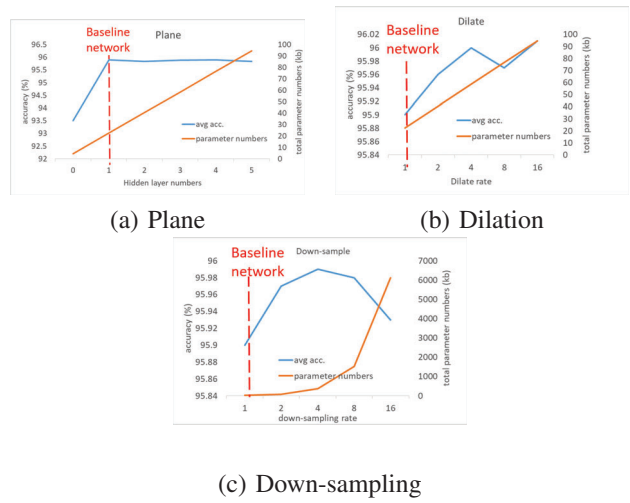 Plane
Baseline
network
96.5
96
95.5
95
94.5
94
93.5
93
92.5
92
accuracy (%)
100
90
80
70
60
50
40
30
20
10
0
total parameter numbers (kb)
avg acc.
parameter numbers
0 1 2 3 4 5
Hidden layer numbers
(a) Plane
Dilate
Baseline
network
96.02
96
95.98
95.96
95.94
95.92
95.9
95.88
95.86
95.84
accuracy (%)
100
90
80
70
60
50
40
30
20
10
0
total parameter numbers (kb)
avg acc.
parameter numbers
1 2 4 8 16
Dilate rate
(b) Dilation
Down-sample
Baseline
network
96
95.98
95.96
95.94
95.92
95.9
95.88
95.86
95.84
accuracy (%)
7000
6000
5000
4000
3000
2000
1000
0
total parameter numbers (kb)
avg acc.
parameter numbers
1 2 4 8 16
down-sampling rate
(c) Down-sampling